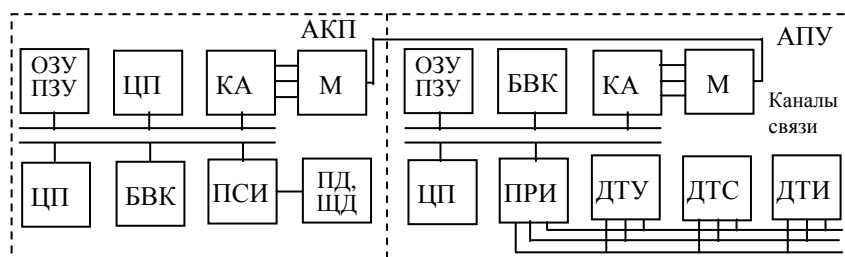 АКП
АПУ
ОЗУ
ПЗУ
ЦП
КА
М
ОЗУ
ПЗУ
БВК
КА
М
Каналы
связи
ЦП
БВК
ПСИ
ПД,
ЩД
ЦП
ПРИ
ДТУ
ДТС
ДТИ